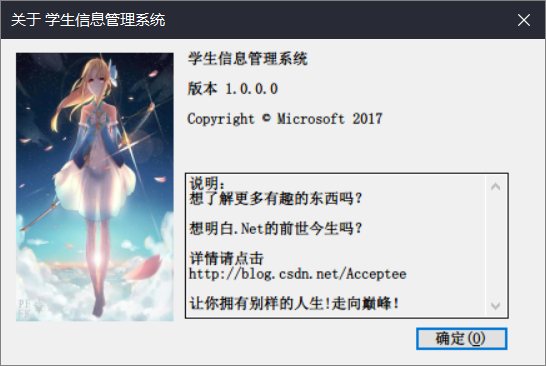 关于 学生信息管理系统
学生信息管理系统
版本 1.0.0.0
Copyright © Microsoft 2017
说明：
想了解更多有趣的东西吗？
想明白.Net的前世今生吗？
详情请点击
http://blog.csdn.net/Acceptee
让你拥有别样的人生!走向巅峰！
确定(O)